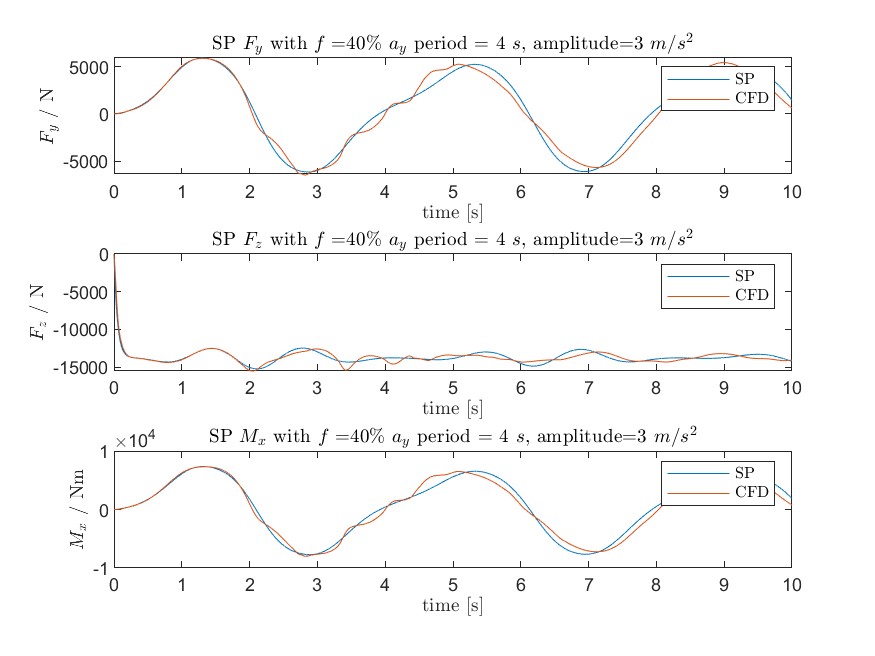 SP F_y with f =40% a_y period = 4 s, amplitude=3 m/s^2
5000
0
-5000
F_y / N
SP
CFD
0 1 2 3 4 5 6 7 8 9 10
time [s]
SP F_z with f =40% a_y period = 4 s, amplitude=3 m/s^2
0
-5000
-10000
-15000
F_z / N
SP
CFD
0 1 2 3 4 5 6 7 8 9 10
time [s]
SP M_x with f =40% a_y period = 4 s, amplitude=3 m/s^2
×10^4
1
0
-1
M_x / Nm
SP
CFD
0 1 2 3 4 5 6 7 8 9 10
time [s]